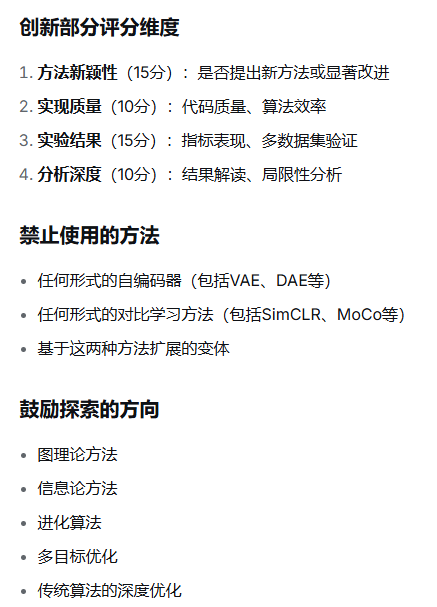 创新部分评分维度
1. 方法新颖性（15分）：是否提出新方法或显著改进
2. 实现质量（10分）：代码质量、算法效率
3. 实验结果（15分）：指标表现、多数据集验证
4. 分析深度（10分）：结果解读、局限性分析
禁止使用的方法
• 任何形式的自编码器（包括VAE、DAE等）
• 任何形式的对比学习方法（包括SimCLR、MoCo等）
• 基于这两种方法扩展的变体
鼓励探索的方向
• 图理论方法
• 信息论方法
• 进化算法
• 多目标优化
• 传统算法的深度优化